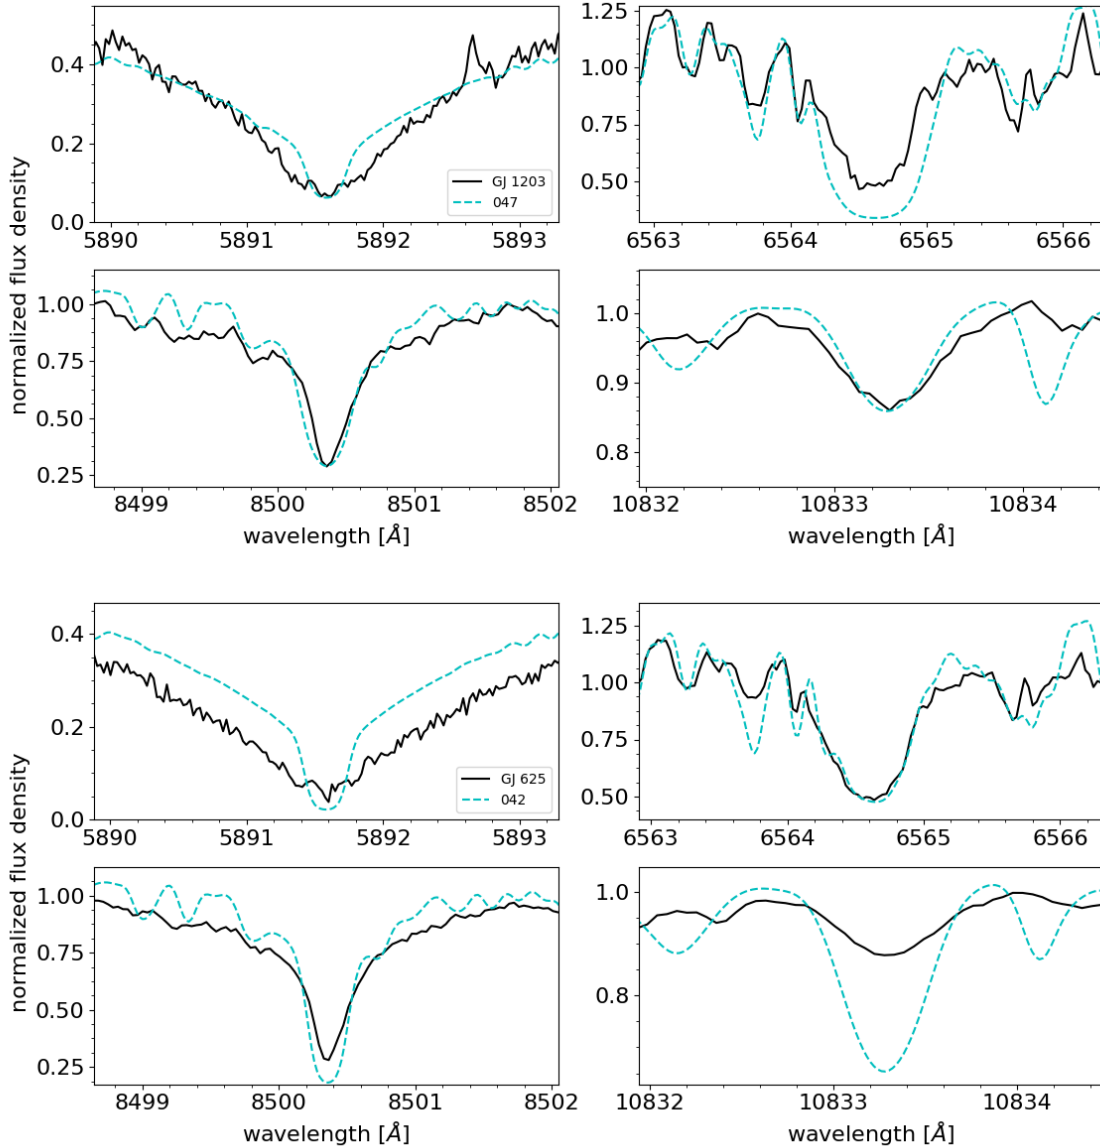 1.25
0.4
1.00
0.2
GJ 1203
047
0.75
0.50
0.0
5890 5891 5892 5893
6563 6564 6565 6566
1.00
1.0
0.75
0.9
0.50
0.8
0.25
8499 8500 8501 8502
10832 10833 10834
wavelength [Å]
wavelength [Å]
normalized flux density
0.4
1.25
1.00
0.2
0.75
GJ 625
042
0.50
0.0
5890 5891 5892 5893
6563 6564 6565 6566
1.00
1.0
0.75
0.50
0.8
0.25
8499 8500 8501 8502
10832 10833 10834
wavelength [Å]
wavelength [Å]
normalized flux density